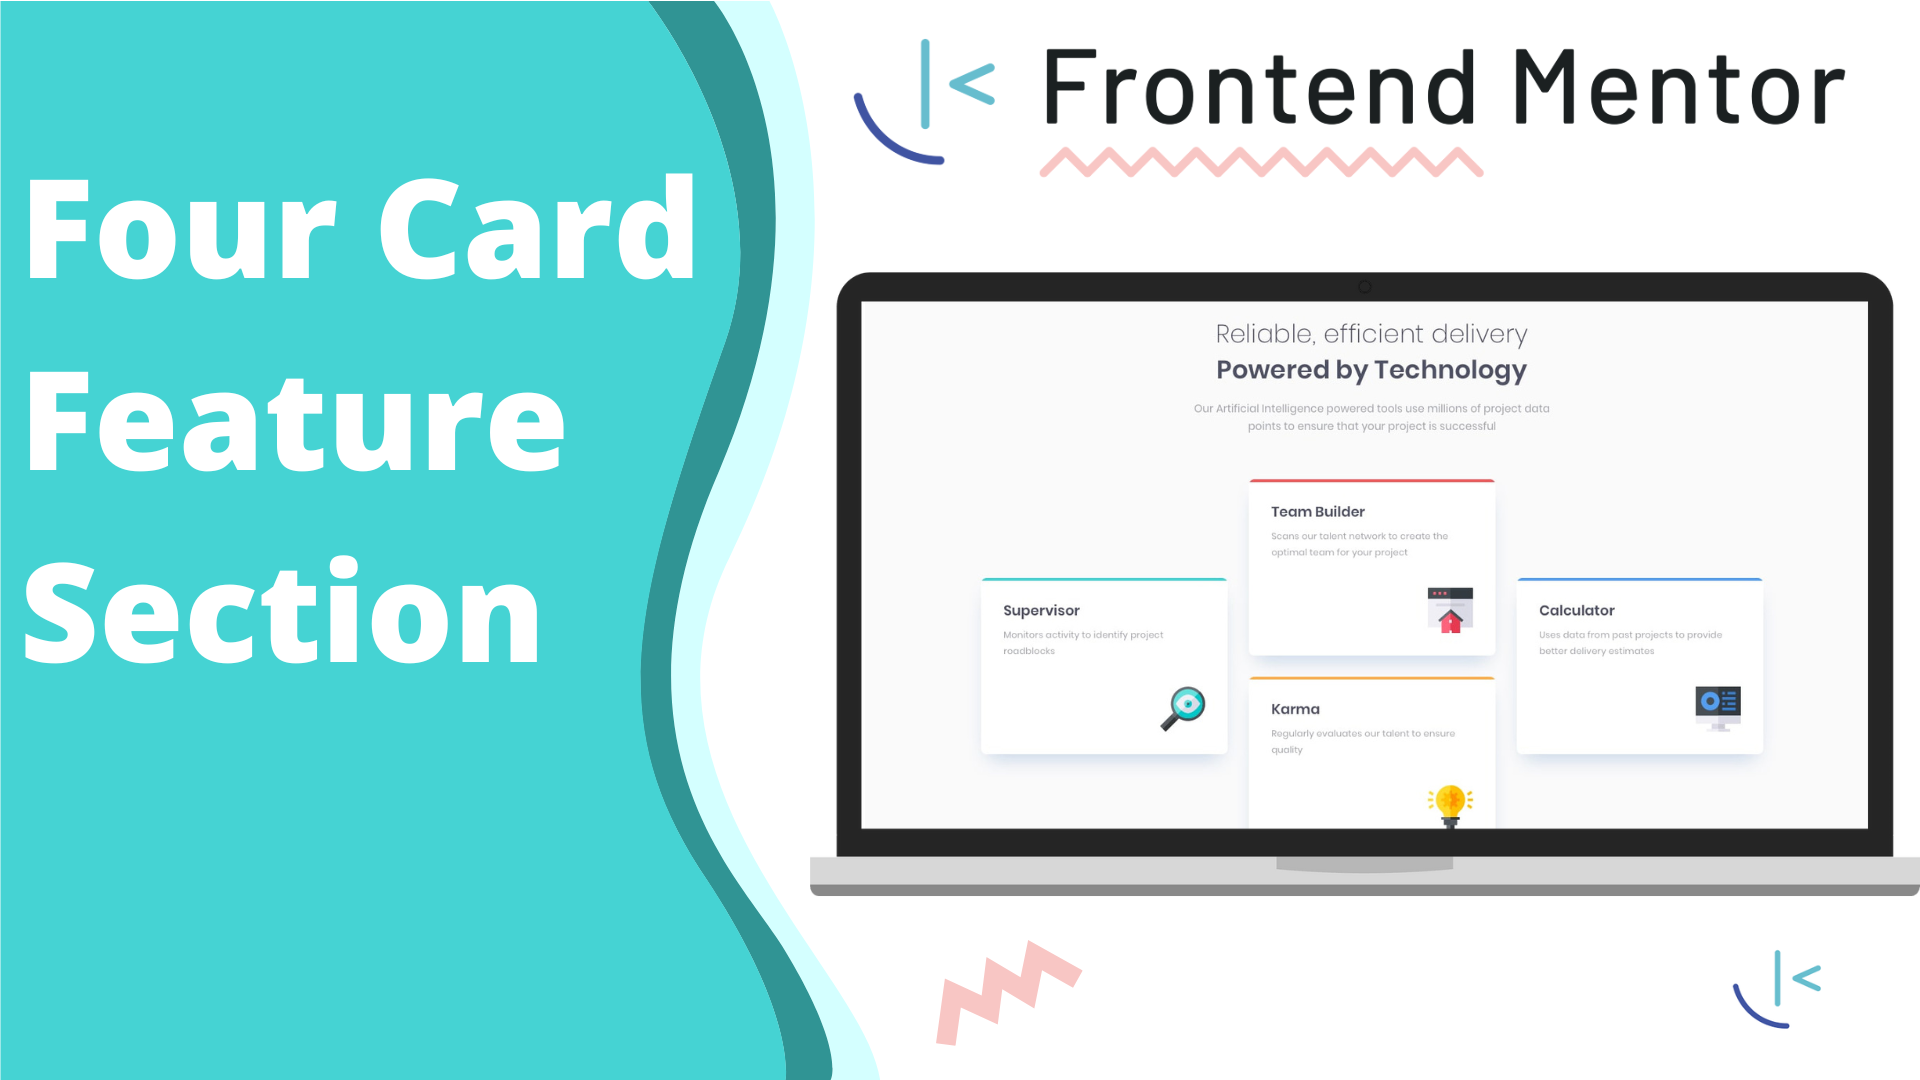 Four Card
Feature
Section
Frontend Mentor
Reliable, efficient delivery
Powered by Technology
Our Artificial Intelligence powered tools use millions of project data
points to ensure that your project is successful
Team Builder
Scans our talent network to create the
optimal team for your project
Supervisor
Monitors activity to identify project
roadblocks
Calculator
Uses data from past projects to provide
better delivery estimates
Karma
Regularly evaluates our talent to ensure
quality